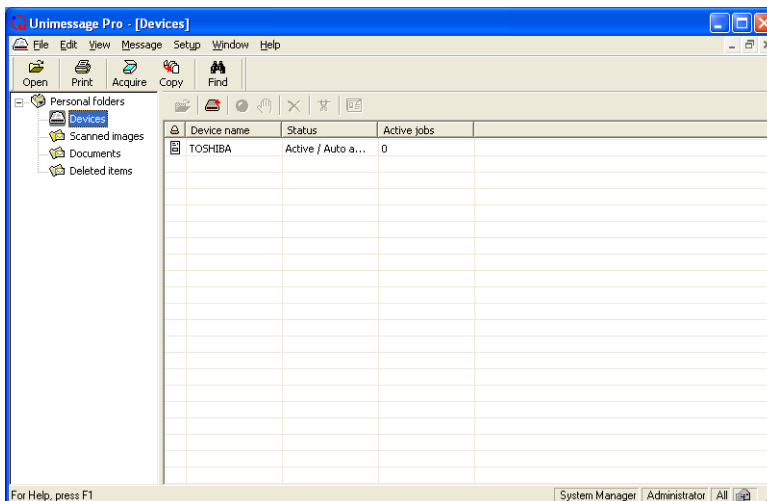 Unimessage Pro - [Devices]
File Edit View Message Setup Window Help
Open Print Acquire Copy Find
Personal folders
Devices
Scanned images
Documents
Deleted items
Device name Status Active jobs
TOSHIBA Active / Auto a... 0
For Help, press F1
System Manager Administrator All